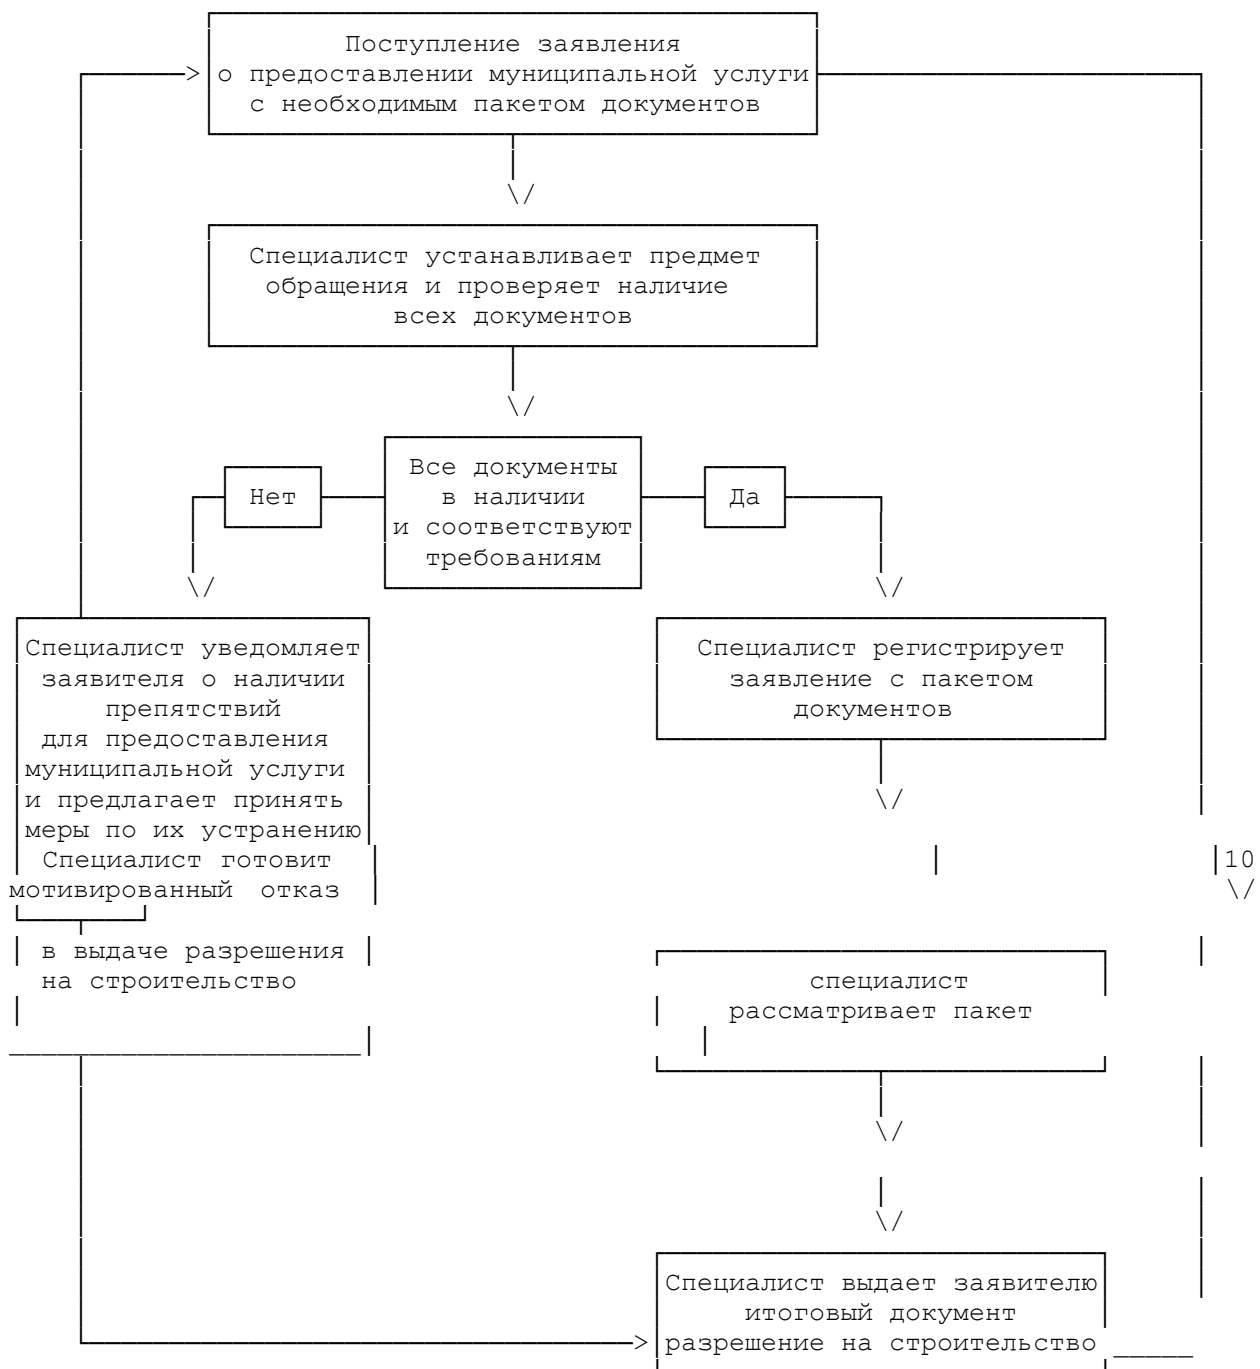 Поступление заявления
о предоставлении муниципальной услуги
с необходимым пакетом документов
Специалист устанавливает предмет
обращения и проверяет наличие
всех документов
Все документы
в наличии
и соответствуют
требованиям
Нет
Да
Специалист уведомляет
заявителя о наличии
препятствий
для предоставления
муниципальной услуги
и предлагает принять
меры по их устранению
Специалист готовит
мотивированный отказ
в выдаче разрешения
на строительство
Специалист регистрирует
заявление с пакетом
документов
10
специалист
рассматривает пакет
Специалист выдает заявителю
итоговый документ
разрешение на строительство